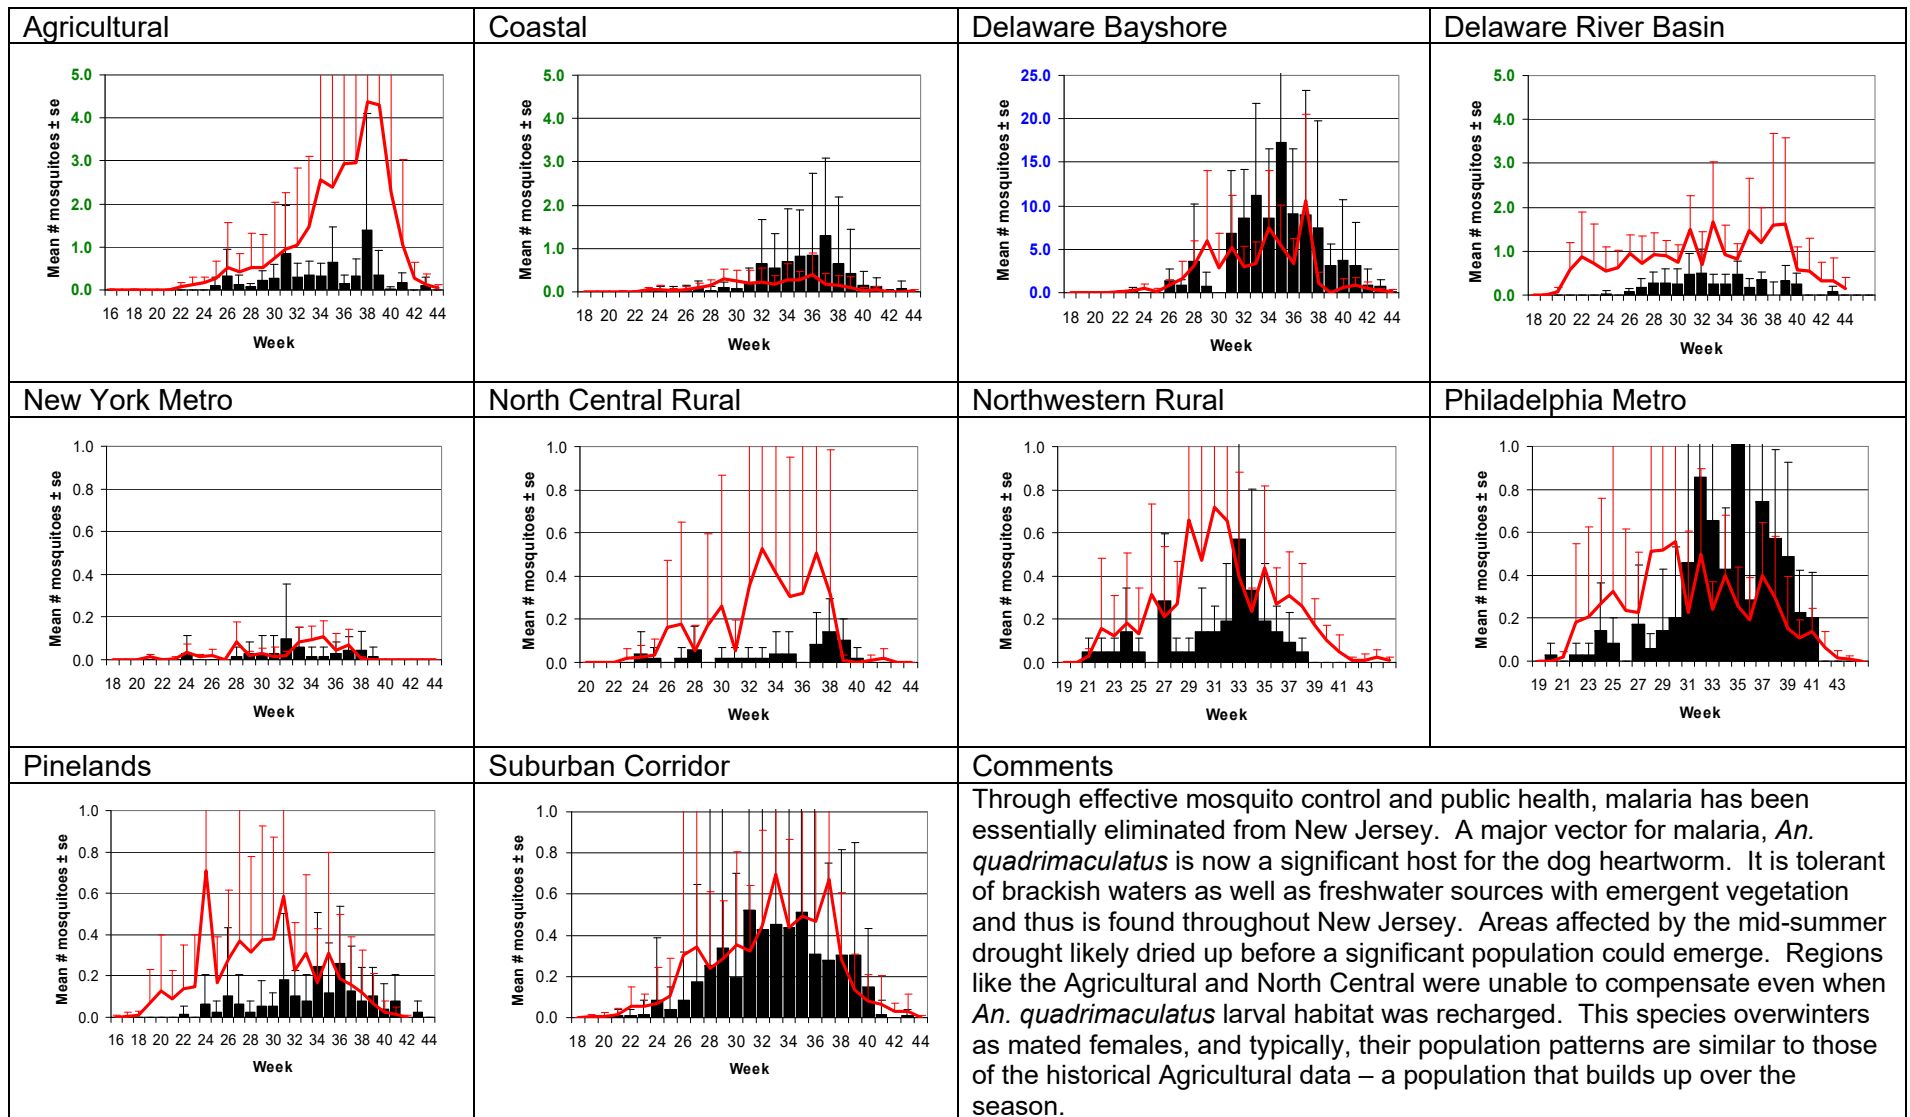 Agricultural
Coastal
Delaware Bayshore
Delaware River Basin
Mean # mosquitoes ± se
5.0
4.0
3.0
2.0
1.0
0.0
16 18 20 22 24 26 28 30 32 34 36 38 40 42 44
Week
Mean # mosquitoes ± se
5.0
4.0
3.0
2.0
1.0
0.0
18 20 22 24 26 28 30 32 34 36 38 40 42 44
Week
Mean # mosquitoes ± se
25.0
20.0
15.0
10.0
5.0
0.0
18 20 22 24 26 28 30 32 34 36 38 40 42 44
Week
Mean # mosquitoes ± se
5.0
4.0
3.0
2.0
1.0
0.0
18 20 22 24 26 28 30 32 34 36 38 40 42 44
Week
New York Metro
North Central Rural
Northwestern Rural
Philadelphia Metro
Mean # mosquitoes ± se
1.0
0.8
0.6
0.4
0.2
0.0
18 20 22 24 26 28 30 32 34 36 38 40 42 44
Week
Mean # mosquitoes ± se
1.0
0.8
0.6
0.4
0.2
0.0
20 22 24 26 28 30 32 34 36 38 40 42 44
Week
Mean # mosquitoes ± se
1.0
0.8
0.6
0.4
0.2
0.0
19 21 23 25 27 29 31 33 35 37 39 41 43
Week
Mean # mosquitoes ± se
1.0
0.8
0.6
0.4
0.2
0.0
19 21 23 25 27 29 31 33 35 37 39 41 43
Week
Pinelands
Suburban Corridor
Comments
Mean # mosquitoes ± se
1.0
0.8
0.6
0.4
0.2
0.0
16 18 20 22 24 26 28 30 32 34 36 38 40 42 44
Week
Mean # mosquitoes ± se
1.0
0.8
0.6
0.4
0.2
0.0
18 20 22 24 26 28 30 32 34 36 38 40 42 44
Week
Through effective mosquito control and public health, malaria has been
essentially eliminated from New Jersey. A major vector for malaria, An.
quadrimaculatus is now a significant host for the dog heartworm. It is tolerant
of brackish waters as well as freshwater sources with emergent vegetation
and thus is found throughout New Jersey. Areas affected by the mid-summer
drought likely dried up before a significant population could emerge. Regions
like the Agricultural and North Central were unable to compensate even when
An. quadrimaculatus larval habitat was recharged. This species overwinters
as mated females, and typically, their population patterns are similar to those
of the historical Agricultural data – a population that builds up over the
season.